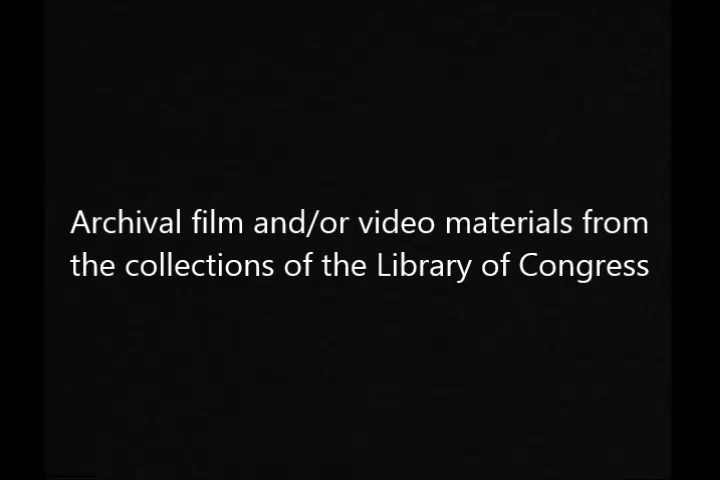 Archival film and/or video materials from
the collections of the Library of Congress